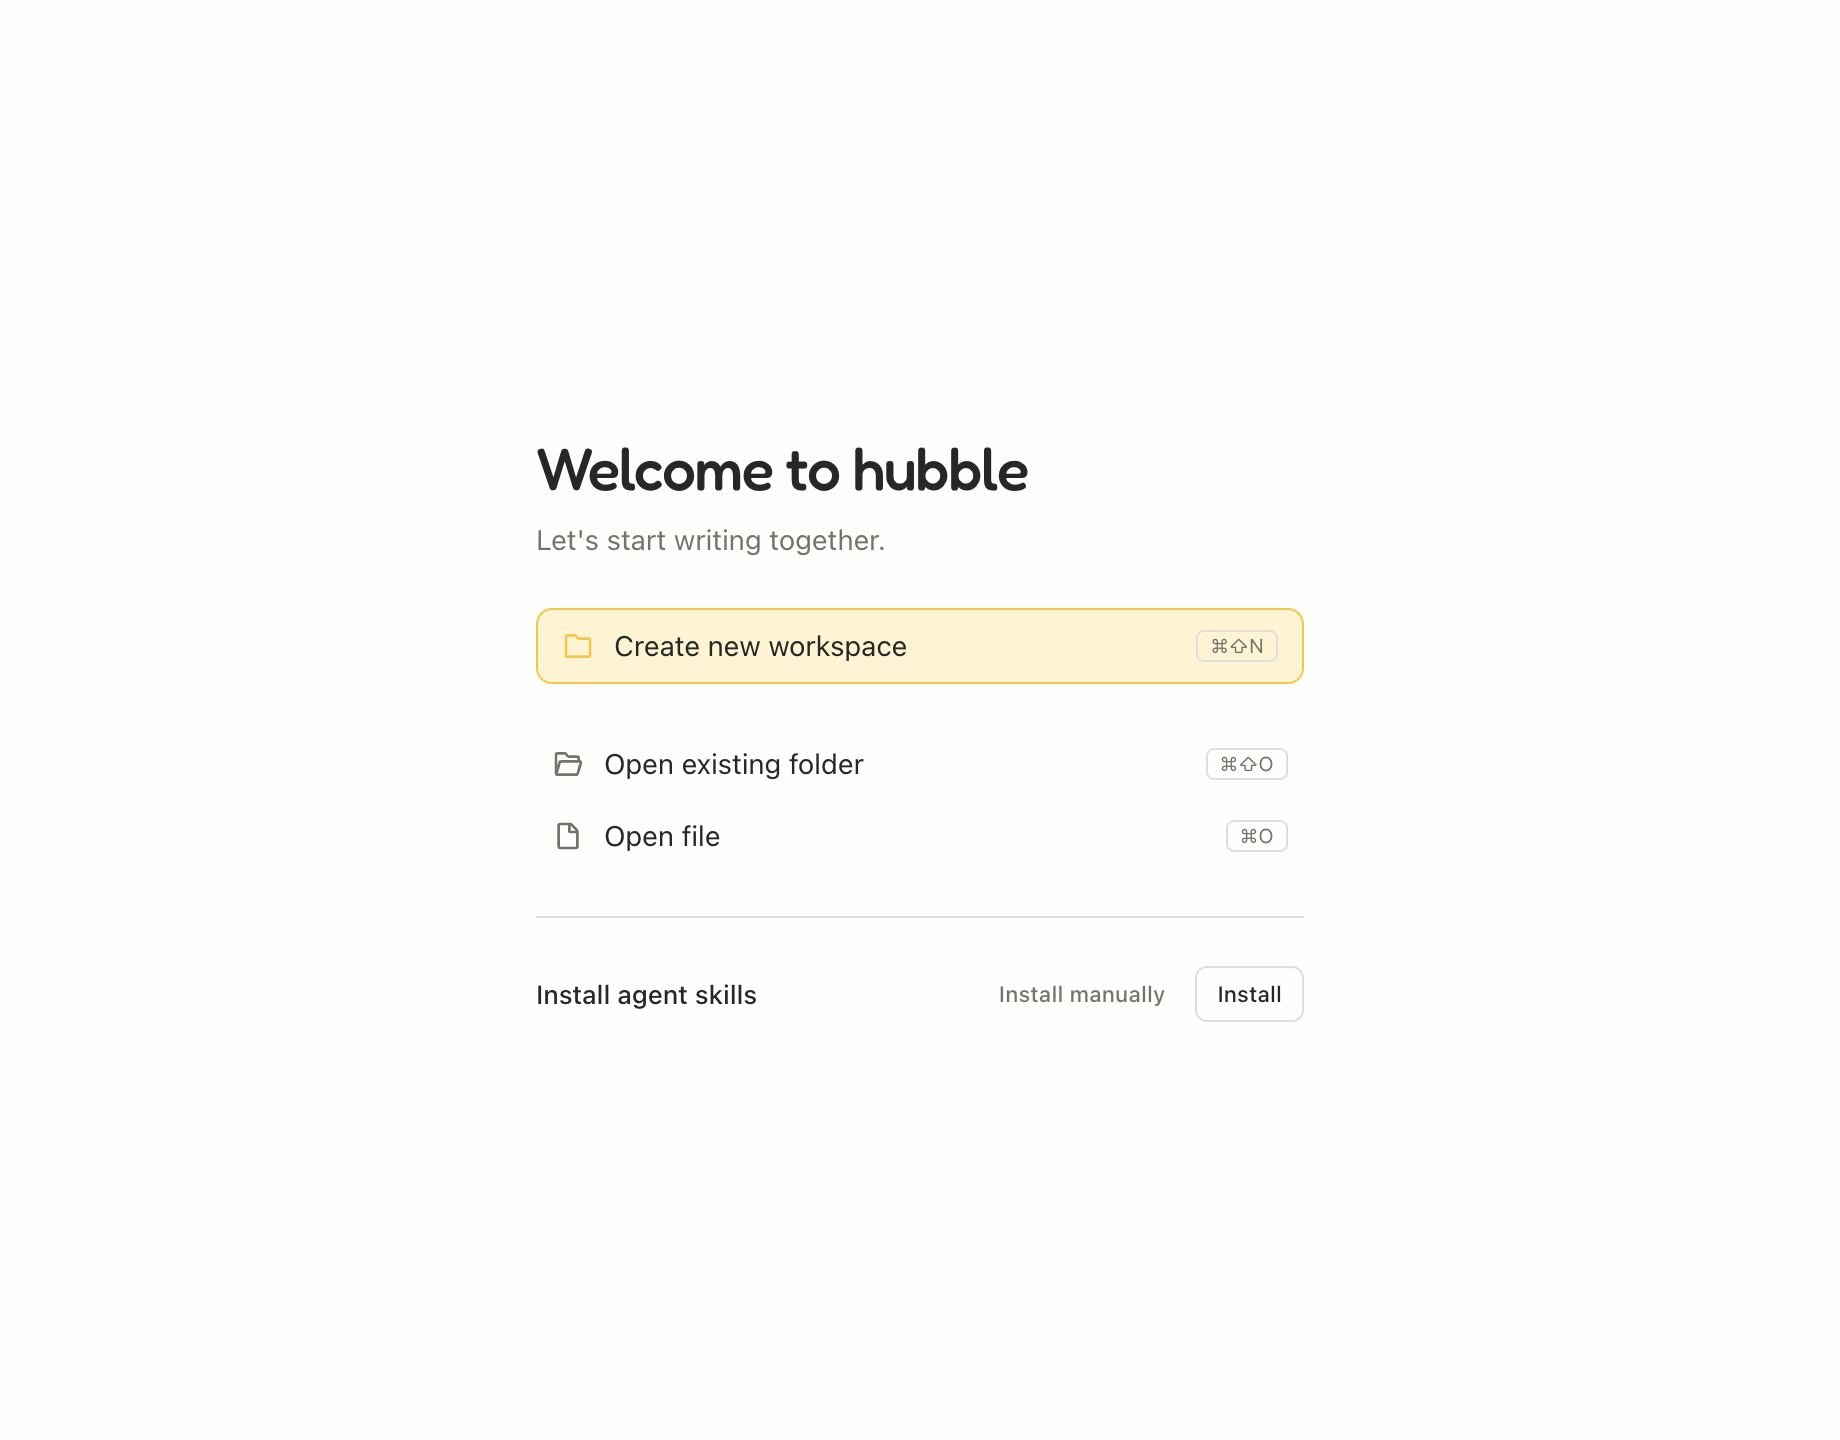 Welcome to hubble
Let's start writing together.
Create new workspace ⌘⇧N
Open existing folder ⌘⇧O
Open file ⌘O
Install agent skills Install manually Install